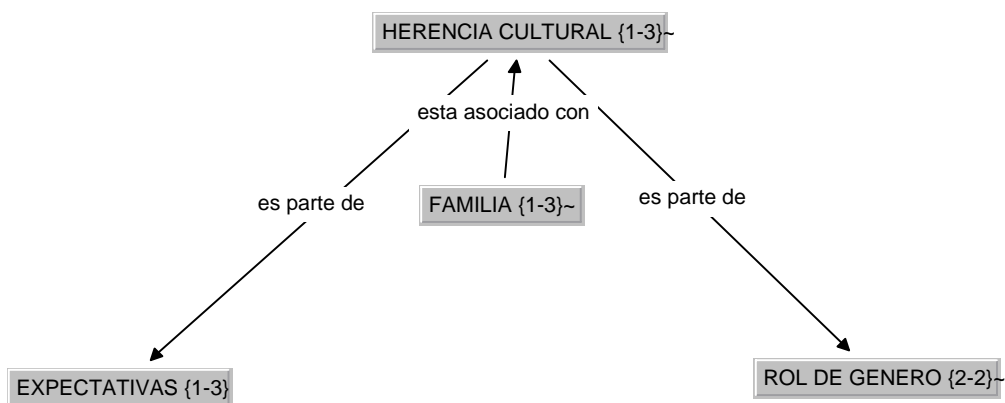 HERENCIA CULTURAL {1-3}~
esta asociado con
es parte de
FAMILIA {1-3}~
es parte de
EXPECTATIVAS {1-3}
ROL DE GENERO {2-2}~